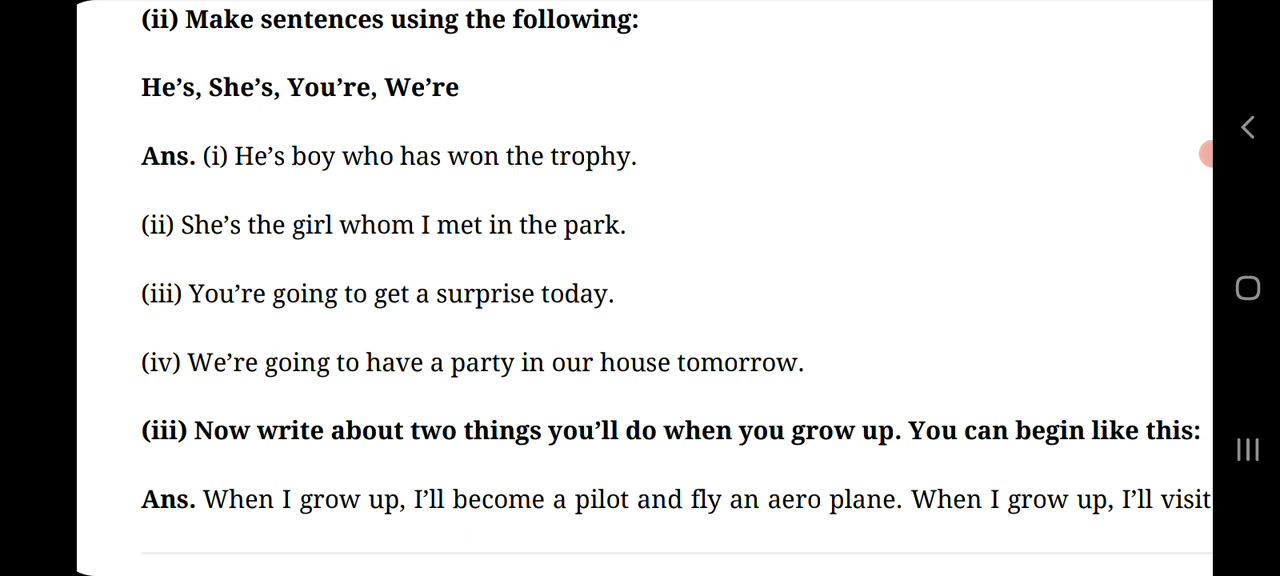 (ii) Make sentences using the following:
He’s, She’s, You’re, We’re
Ans. (i) He’s boy who has won the trophy.
(ii) She’s the girl whom I met in the park.
(iii) You’re going to get a surprise today.
(iv) We’re going to have a party in our house tomorrow.
(iii) Now write about two things you’ll do when you grow up. You can begin like this:
Ans. When I grow up, I’ll become a pilot and fly an aero plane. When I grow up, I’ll visit